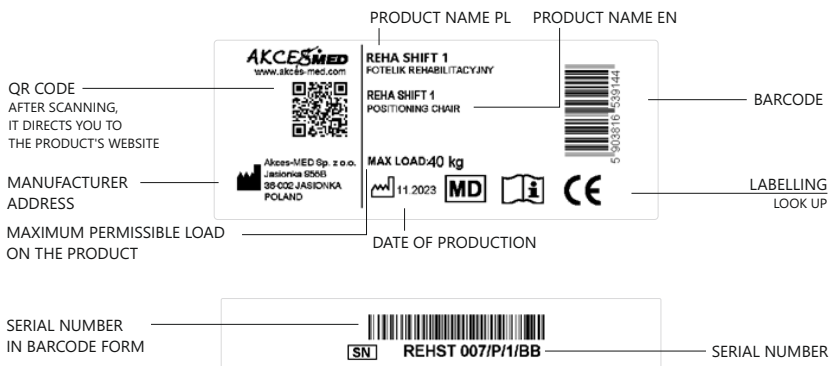 PRODUCT NAME PL
PRODUCT NAME EN
AKCESMED
www.akces-med.com
REHA SHIFT 1
FOTELIK REHABILITACYJNY
REHA SHIFT 1
POSITIONING CHAIR
QR CODE
AFTER SCANNING,
IT DIRECTS YOU TO
THE PRODUCT'S WEBSITE
5 903816 539144
BARCODE
MANUFACTURER
ADDRESS
Akces-MED Sp. z o.o.
Jasionka 955B
36-002 JASIONKA
POLAND
MAX LOAD:40 kg
11.2023
MD
CE
LABELLING
LOOK UP
MAXIMUM PERMISSIBLE LOAD
ON THE PRODUCT
DATE OF PRODUCTION
SERIAL NUMBER
IN BARCODE FORM
SN REHST 007/P/1/BB
SERIAL NUMBER